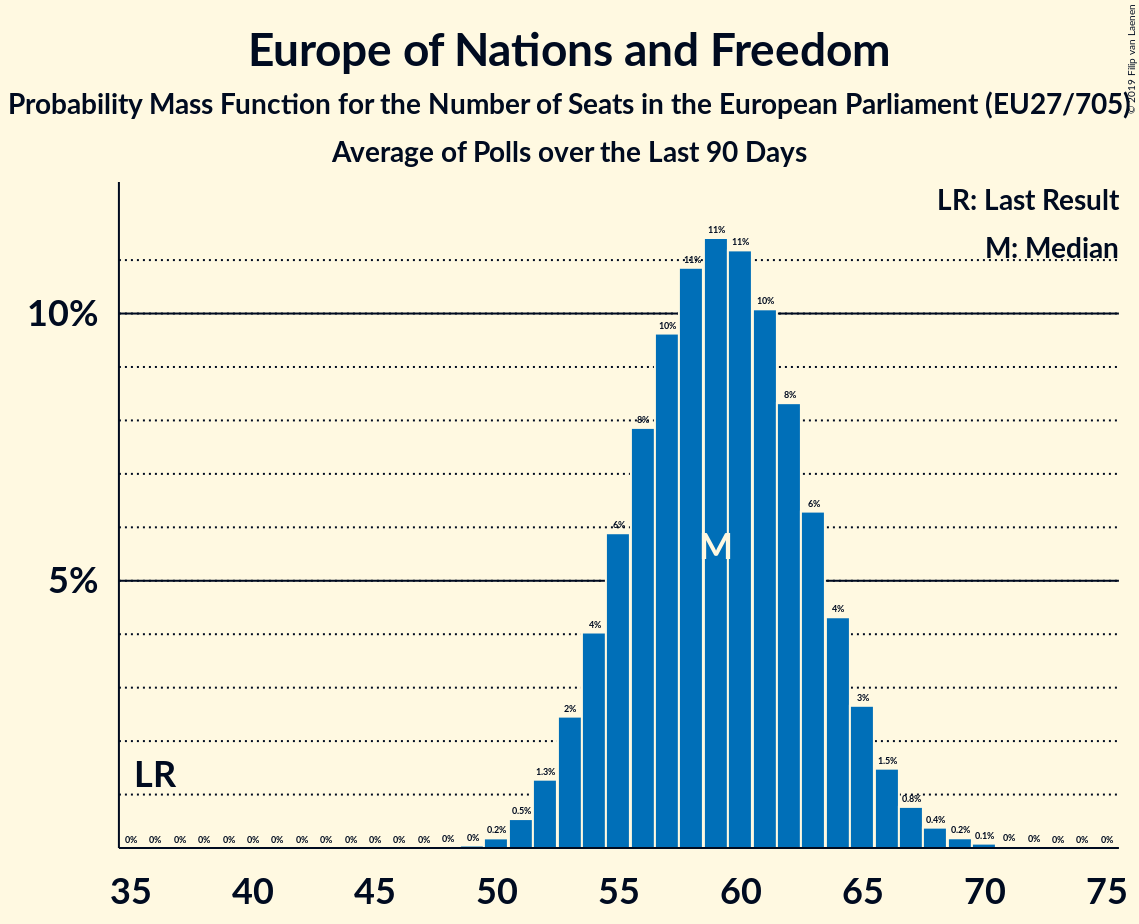 Europe of Nations and Freedom
Probability Mass Function for the Number of Seats in the European Parliament (EU27/705)
Average of Polls over the Last 90 Days
© 2019 Filip van Laenen
LR: Last Result
M: Median
10%
5%
11%
11%
11%
10%
10%
8%
8%
6%
6%
M
4%
4%
3%
2%
LR
1.3%
1.5%
0.8%
0.5%
0.4%
0% 0% 0% 0% 0% 0% 0% 0% 0% 0% 0% 0% 0% 0% 0% 0.2% 0.2% 0.1% 0% 0% 0% 0% 0%
35 40 45 50 55 60 65 70 75